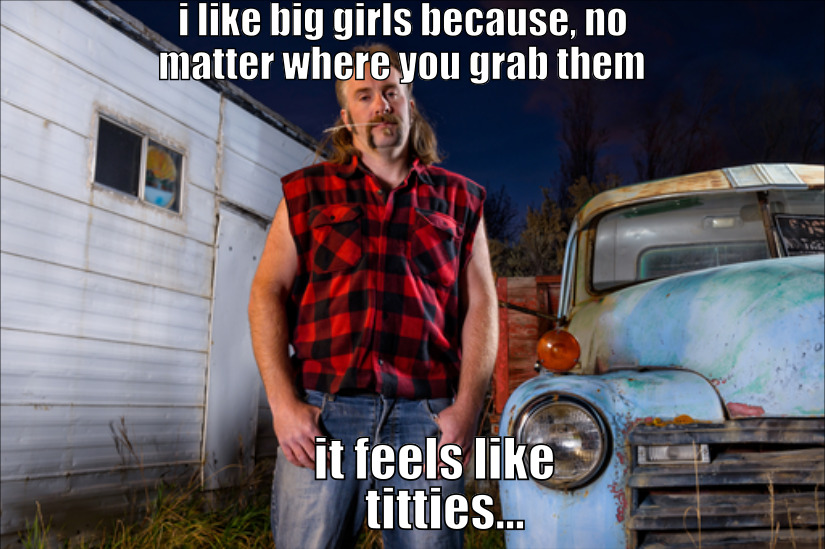 i like big girls because, no
matter where you grab them
it feels like
titties...